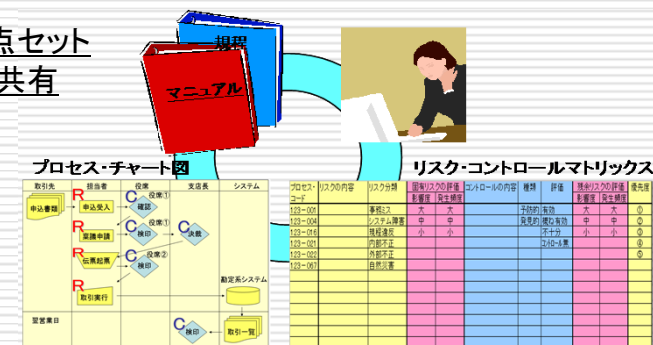 点セット
共有
規程
マニュアル
プロセス・チャート図
取引先 担当者 役席 支店長 システム
申込書類
R
申込受入
C
役席①
確認
R
稟議申請
C
役席①
検印
C
決裁
R
伝票起票
C
役席②
検印
R
取引実行
勘定系システム
翌営業日
C
検印
取引一覧
リスク・コントロールマトリックス
プロセス・コード リスクの内容 リスク分類 固有リスクの評価 コントロールの内容 種類 評価 残余リスクの評価 優先度
影響度 発生頻度 影響度 発生頻度
123-001 事務ミス 大 大 予防的 有効 大 大 ①
123-004 システム障害 中 中 発見的 概ね有効 中 中 ②
123-016 規程違反 小 小 不十分 小 小 ③
123-021 内部不正 コントロール無 ④
123-022 外部不正 ⑤
123-067 自然災害